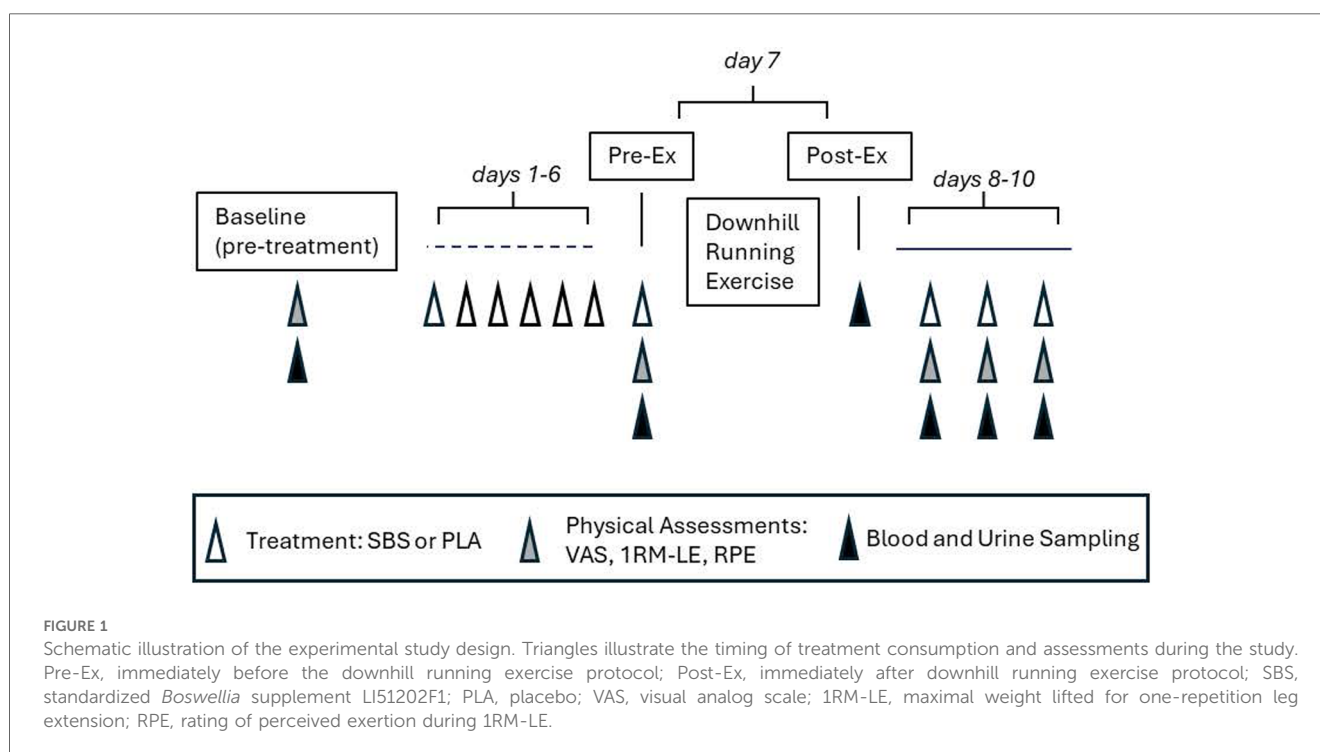 day 7
Pre-Ex
Post-Ex
days 1-6
days 8-10
Baseline
(pre-treatment)
Downhill
Running
Exercise
Treatment: SBS or PLA
Physical Assessments:
VAS, 1RM-LE, RPE
Blood and Urine Sampling
FIGURE 1
Schematic illustration of the experimental study design. Triangles illustrate the timing of treatment consumption and assessments during the study.
Pre-Ex, immediately before the downhill running exercise protocol; Post-Ex, immediately after downhill running exercise protocol; SBS,
standardized Boswellia supplement LI51202F1; PLA, placebo; VAS, visual analog scale; 1RM-LE, maximal weight lifted for one-repetition leg
extension; RPE, rating of perceived exertion during 1RM-LE.